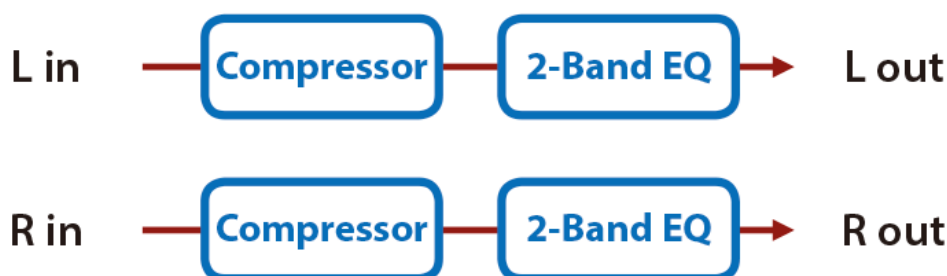 L in Compressor 2-Band EQ L out
R in Compressor 2-Band EQ R out